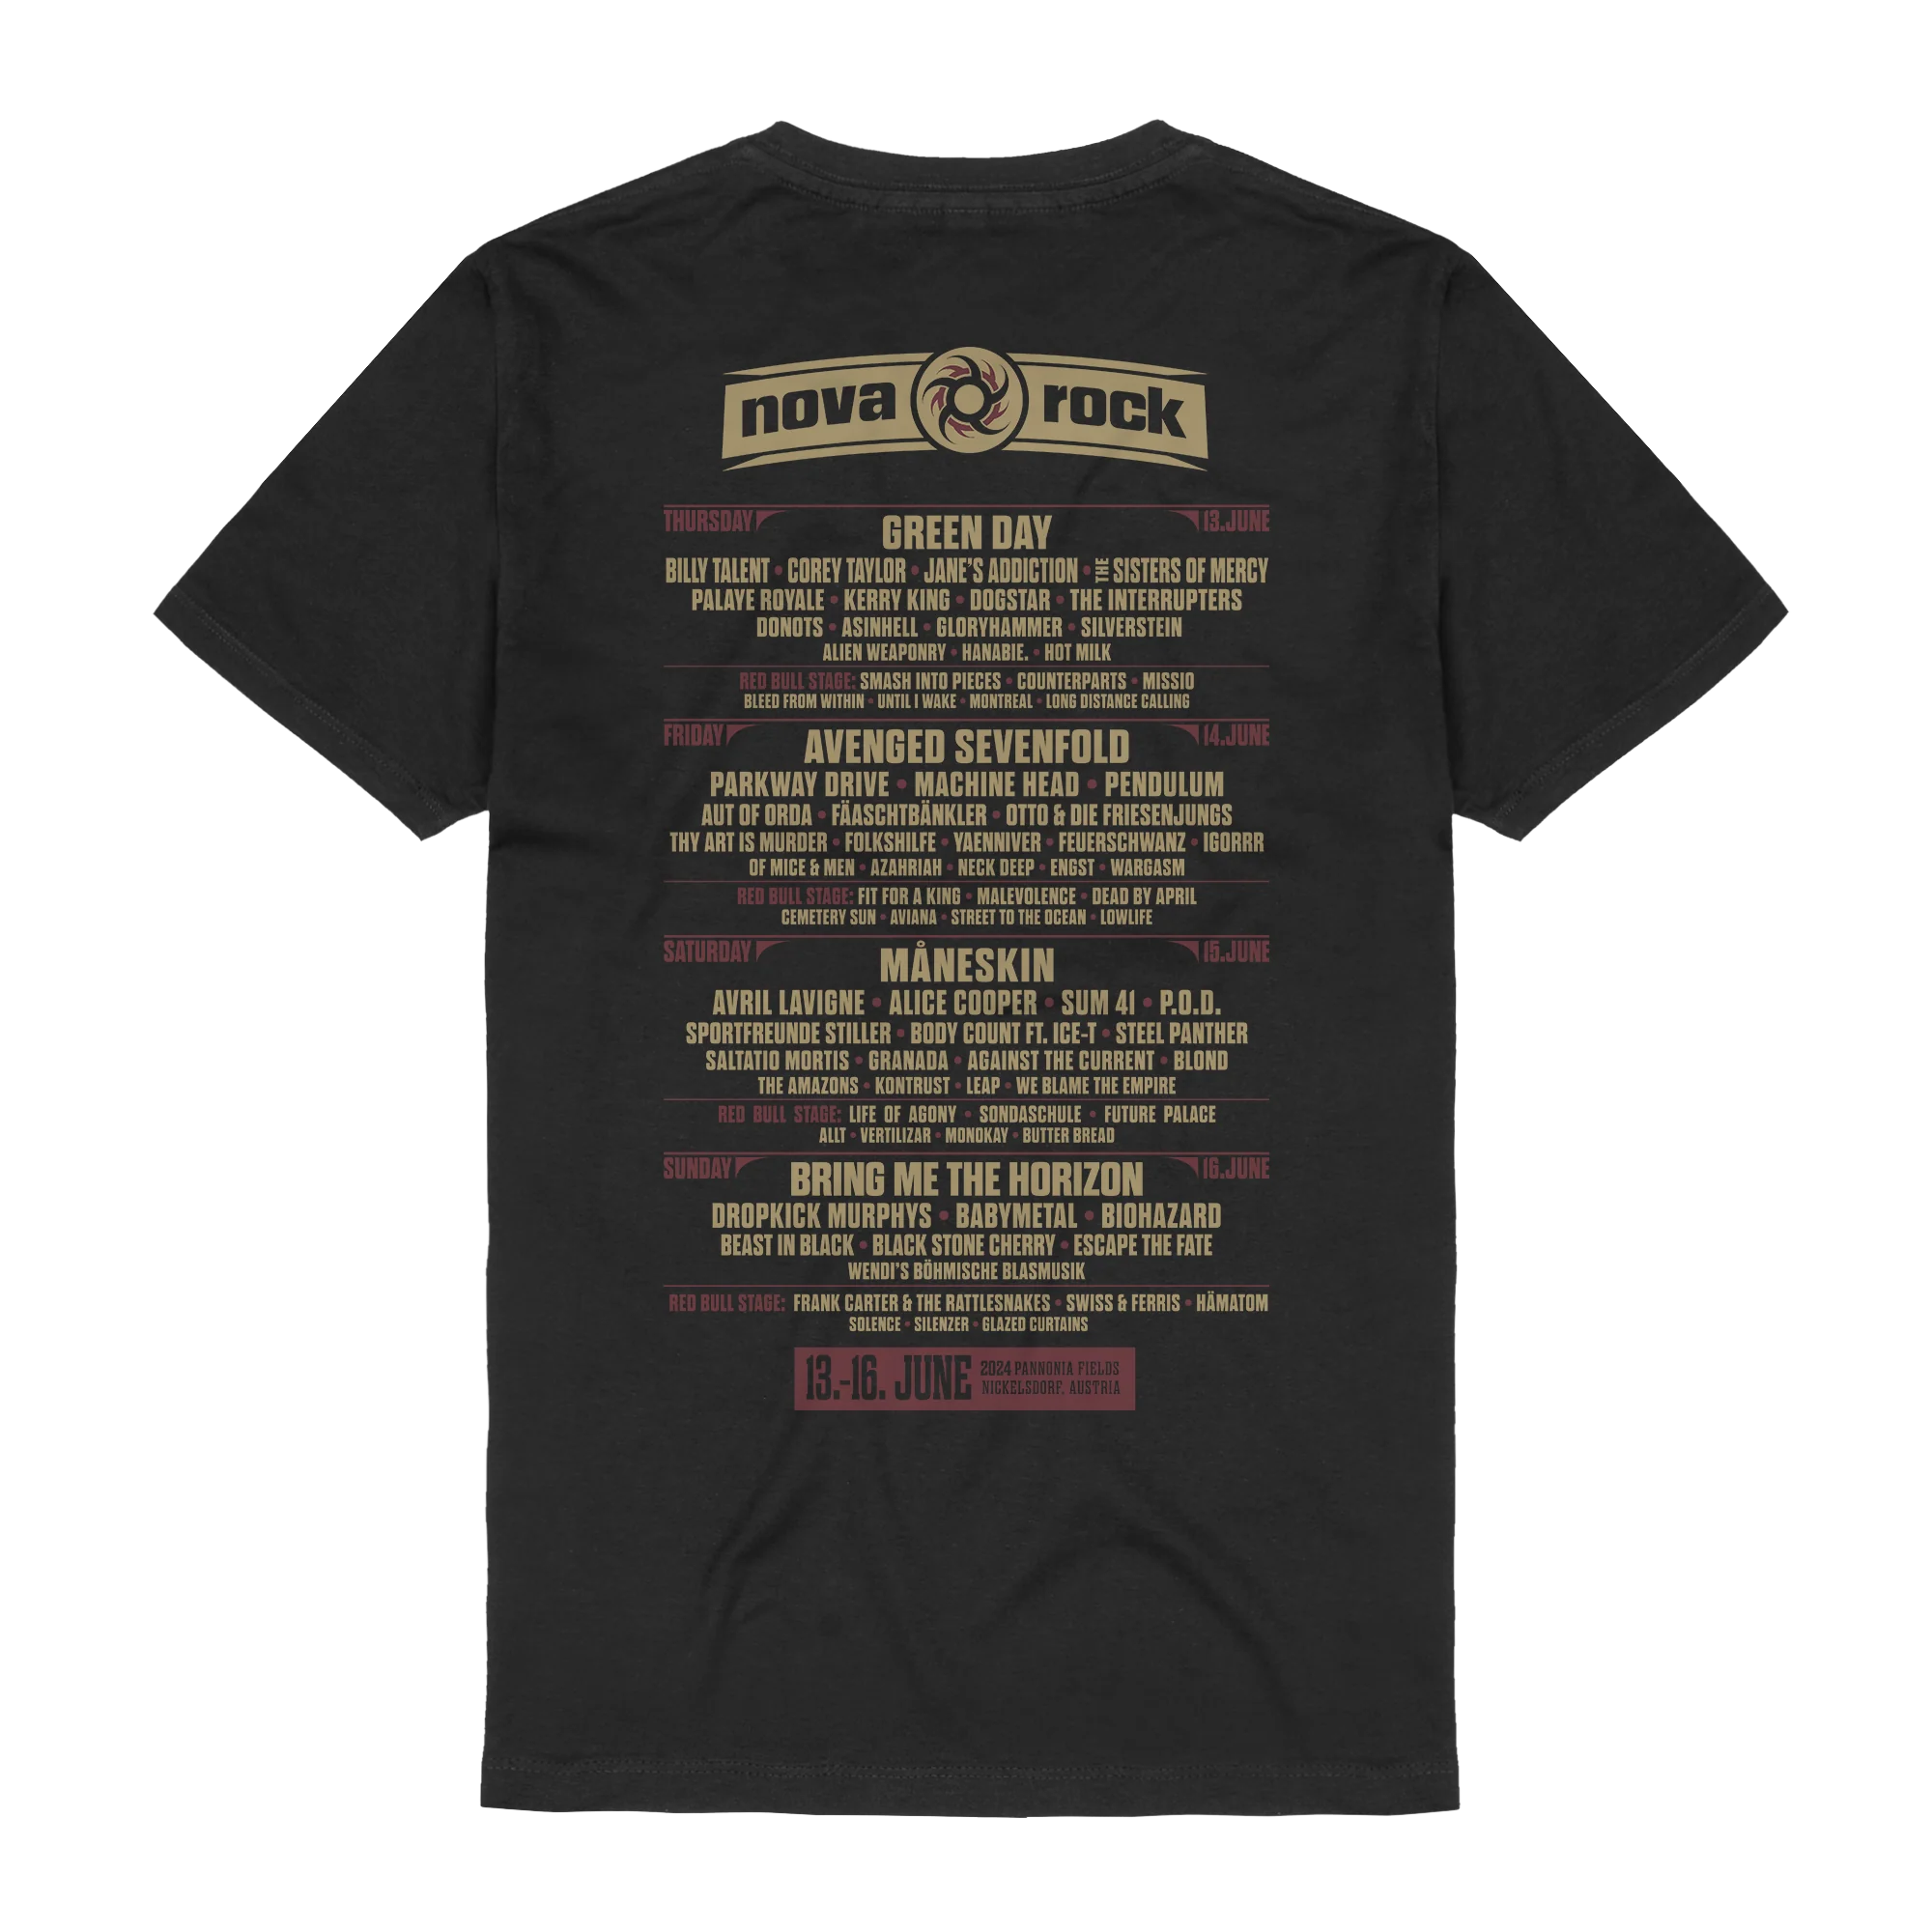 nova rock
THURSDAY 13.JUNE
GREEN DAY
BILLY TALENT • COREY TAYLOR • JANE'S ADDICTION • THE SISTERS OF MERCY
PALAYE ROYALE • KERRY KING • DOGSTAR • THE INTERRUPTERS
DONOTS • ASINHELL • GLORYHAMMER • SILVERSTEIN
ALIEN WEAPONRY • HANABIE. • HOT MILK
RED BULL STAGE: SMASH INTO PIECES • COUNTERPARTS • MISSIO
BLEED FROM WITHIN • UNTIL I WAKE • MONTREAL • LONG DISTANCE CALLING
FRIDAY 14.JUNE
AVENGED SEVENFOLD
PARKWAY DRIVE • MACHINE HEAD • PENDULUM
AUT OF ORDA • FÄASCHTBÄNKLER • OTTO & DIE FRIESENJUNGS
THY ART IS MURDER • FOLKSHILFE • YAENNIVER • FEUERSCHWANZ • IGORRR
OF MICE & MEN • AZAHRIAH • NECK DEEP • ENGST • WARGASM
RED BULL STAGE: FIT FOR A KING • MALEVOLENCE • DEAD BY APRIL
CEMETERY SUN • AVIANA • STREET TO THE OCEAN • LOWLIFE
SATURDAY 15.JUNE
MÅNESKIN
AVRIL LAVIGNE • ALICE COOPER • SUM 41 • P.O.D.
SPORTFREUNDE STILLER • BODY COUNT FT. ICE-T • STEEL PANTHER
SALTATIO MORTIS • GRANADA • AGAINST THE CURRENT • BLOND
THE AMAZONS • KONTRUST • LEAP • WE BLAME THE EMPIRE
RED BULL STAGE: LIFE OF AGONY • SONDASCHULE • FUTURE PALACE
ALLT • VERTILIZAR • MONOKAY • BUTTER BREAD
SUNDAY 16.JUNE
BRING ME THE HORIZON
DROPKICK MURPHYS • BABYMETAL • BIOHAZARD
BEAST IN BLACK • BLACK STONE CHERRY • ESCAPE THE FATE
WENDI'S BÖHMISCHE BLASMUSIK
RED BULL STAGE: FRANK CARTER & THE RATTLESNAKES • SWISS & FERRIS • HÄMATOM
SOLENCE • SILENZER • GLAZED CURTAINS
13.-16. JUNE
2024 PANNONIA FIELDS
NICKELSDORF, AUSTRIA